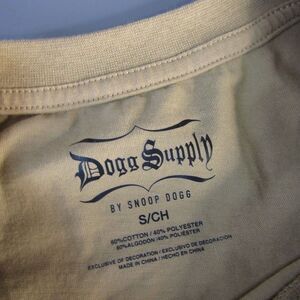 Dogg Supply
BY SNOOP DOGG
S/CH
60%COTTON / 40% POLYESTER
60%ALGODÓN / 40% POLIÉSTER
EXCLUSIVE OF DECORATION / EXCLUSIVO DE DECORACIÓN
MADE IN CHINA / HECHO EN CHINA